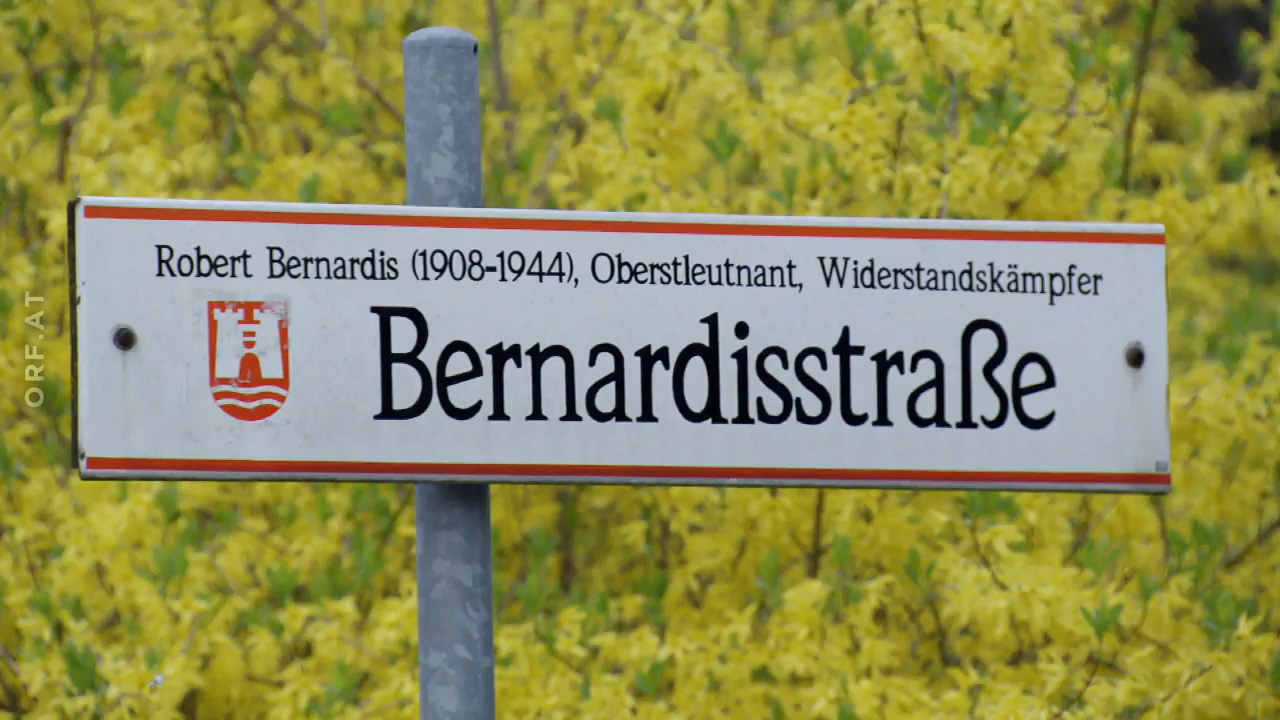 Robert Bernardis (1908-1944), Oberstleutnant, Widerstandskämpfer
Bernardisstraße
ORF.AT